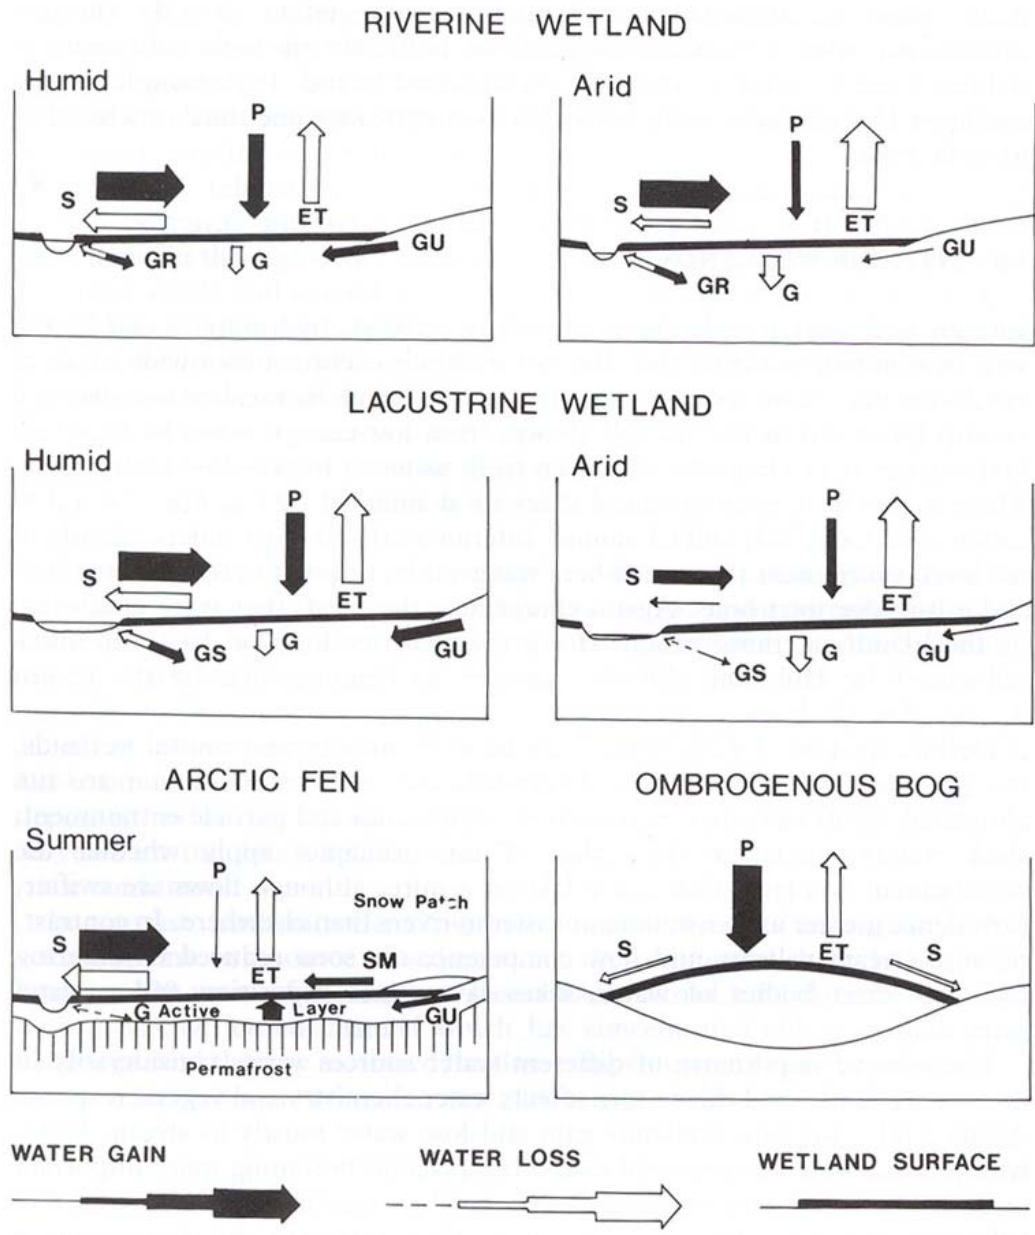 RIVERINE WETLAND
Humid
P
S
ET
GR
G
GU
Arid
P
S
ET
GR
G
GU
LACUSTRINE WETLAND
Humid
P
S
ET
GS
G
GU
Arid
P
S
ET
GS
G
GU
ARCTIC FEN
Summer
P
Snow Patch
S
ET
SM
G Active Layer
GU
Permafrost
OMBROGENOUS BOG
P
S
ET
S
WATER GAIN
WATER LOSS
WETLAND SURFACE